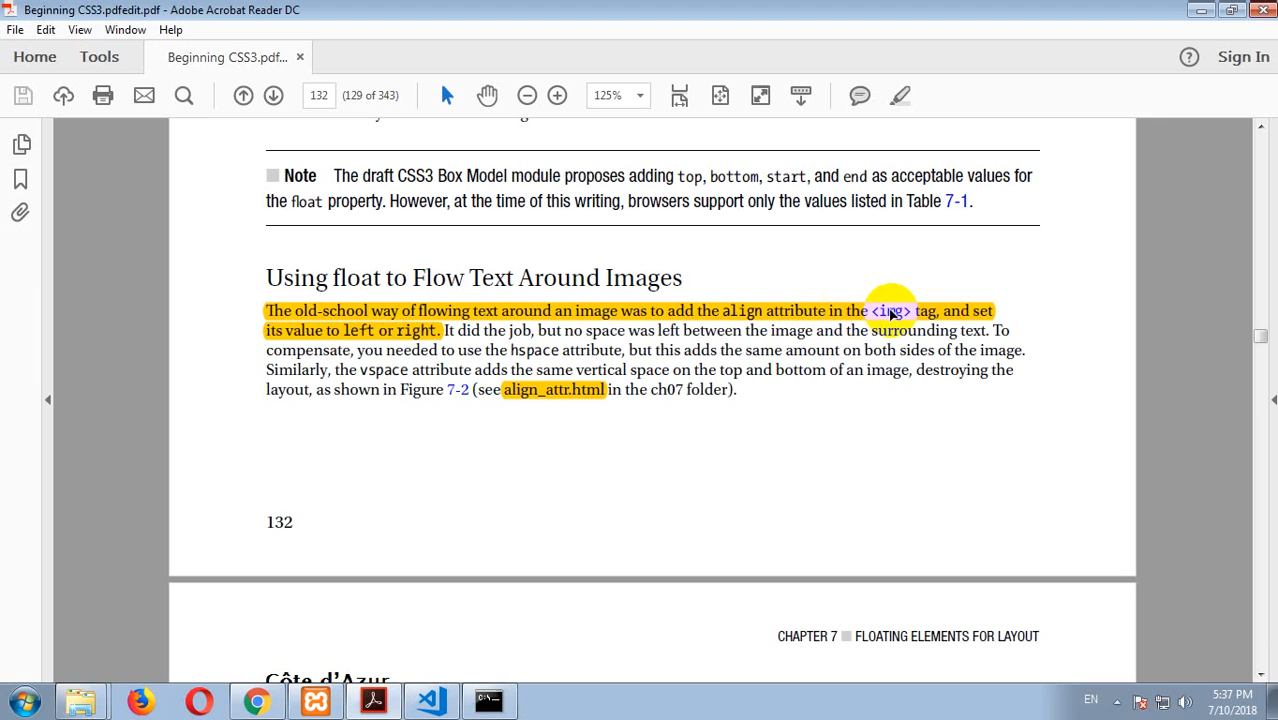 Beginning CSS3.pdfedit.pdf - Adobe Acrobat Reader DC
File Edit View Window Help
Home Tools Beginning CSS3.pdf... × Sign In
132 (129 of 343) 125%
Note The draft CSS3 Box Model module proposes adding top, bottom, start, and end as acceptable values for
the float property. However, at the time of this writing, browsers support only the values listed in Table 7-1.
Using float to Flow Text Around Images
The old-school way of flowing text around an image was to add the align attribute in the <img> tag, and set
its value to left or right. It did the job, but no space was left between the image and the surrounding text. To
compensate, you needed to use the hspace attribute, but this adds the same amount on both sides of the image.
Similarly, the vspace attribute adds the same vertical space on the top and bottom of an image, destroying the
layout, as shown in Figure 7-2 (see align_attr.html in the ch07 folder).
132
CHAPTER 7 FLOATING ELEMENTS FOR LAYOUT
Côte d'Azur
EN 5:37 PM
7/10/2018